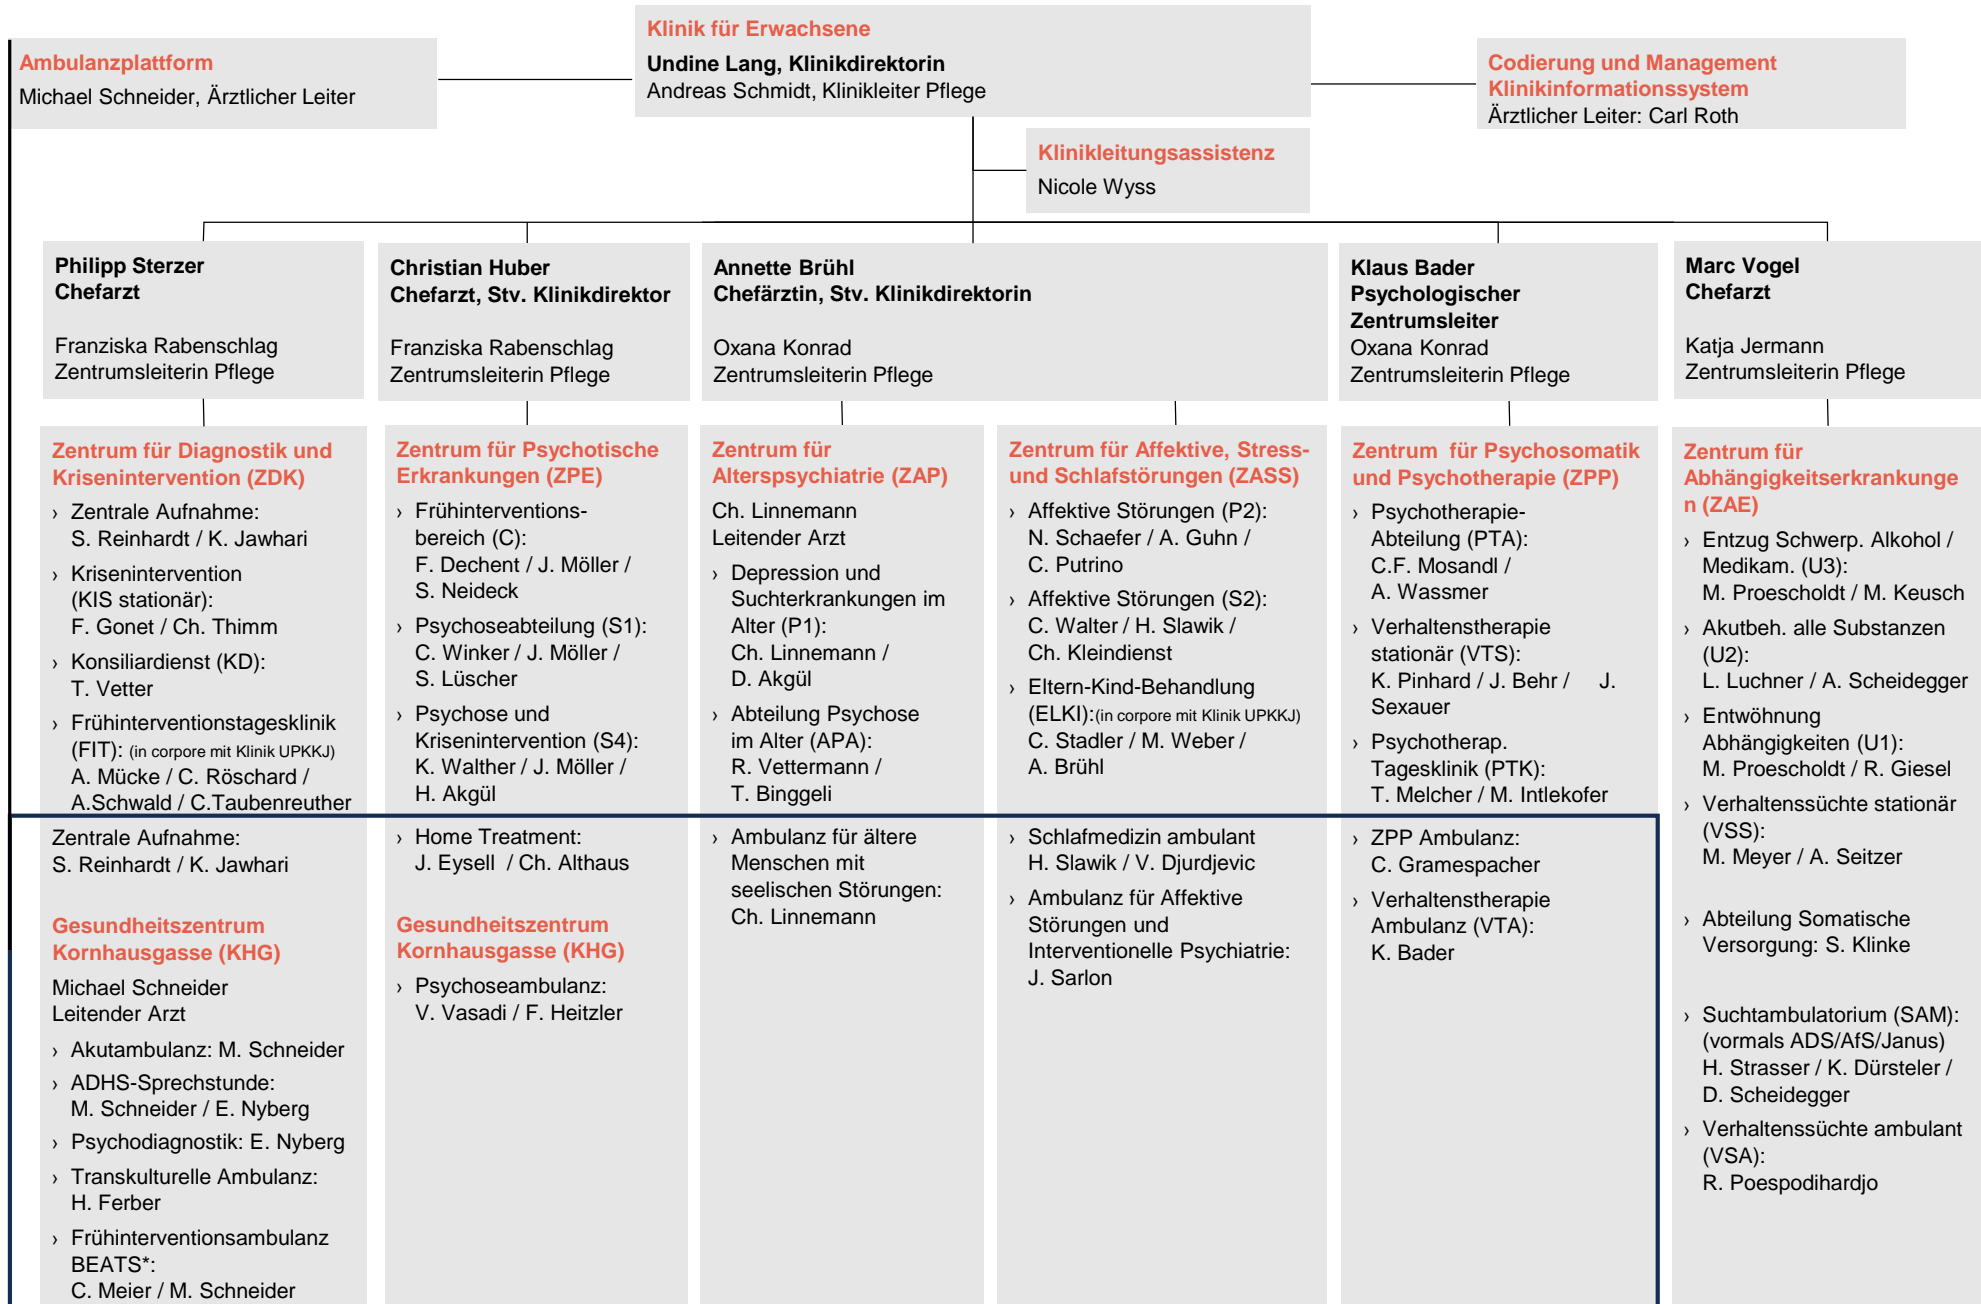 Klinik für Erwachsene
Undine Lang, Klinikdirektorin
Andreas Schmidt, Klinikleiter Pflege
Ambulanzplattform
Michael Schneider, Ärztlicher Leiter
Codierung und Management
Klinikinformationssystem
Ärztlicher Leiter: Carl Roth
Klinikleitungsassistenz
Nicole Wyss
Philipp Sterzer
Chefarzt
Franziska Rabenschlag
Zentrumsleiterin Pflege
Christian Huber
Chefarzt, Stv. Klinikdirektor
Franziska Rabenschlag
Zentrumsleiterin Pflege
Annette Brühl
Chefärztin, Stv. Klinikdirektorin
Oxana Konrad
Zentrumsleiterin Pflege
Klaus Bader
Psychologischer
Zentrumsleiter
Oxana Konrad
Zentrumsleiterin Pflege
Marc Vogel
Chefarzt
Katja Jermann
Zentrumsleiterin Pflege
Zentrum für Diagnostik und
Krisenintervention (ZDK)
› Zentrale Aufnahme:
S. Reinhardt / K. Jawhari
› Krisenintervention
(KIS stationär):
F. Gonet / Ch. Thimm
› Konsiliardienst (KD):
T. Vetter
› Frühinterventionstagesklinik
(FIT): (in corpore mit Klinik UPKKJ)
A. Mücke / C. Röschard /
A.Schwald / C.Taubenreuther
Zentrale Aufnahme:
S. Reinhardt / K. Jawhari
Gesundheitszentrum
Kornhausgasse (KHG)
Michael Schneider
Leitender Arzt
› Akutambulanz: M. Schneider
› ADHS-Sprechstunde:
M. Schneider / E. Nyberg
› Psychodiagnostik: E. Nyberg
› Transkulturelle Ambulanz:
H. Ferber
› Frühinterventionsambulanz
BEATS*:
C. Meier / M. Schneider
Zentrum für Psychotische
Erkrankungen (ZPE)
› Frühinterventions-
bereich (C):
F. Dechent / J. Möller /
S. Neideck
› Psychoseabteilung (S1):
C. Winker / J. Möller /
S. Lüscher
› Psychose und
Krisenintervention (S4):
K. Walther / J. Möller /
H. Akgül
› Home Treatment:
J. Eysell / Ch. Althaus
Gesundheitszentrum
Kornhausgasse (KHG)
› Psychoseambulanz:
V. Vasadi / F. Heitzler
Zentrum für
Alterspsychiatrie (ZAP)
Ch. Linnemann
Leitender Arzt
› Depression und
Suchterkrankungen im
Alter (P1):
Ch. Linnemann /
D. Akgül
› Abteilung Psychose
im Alter (APA):
R. Vettermann /
T. Binggeli
› Ambulanz für ältere
Menschen mit
seelischen Störungen:
Ch. Linnemann
Zentrum für Affektive, Stress-
und Schlafstörungen (ZASS)
› Affektive Störungen (P2):
N. Schaefer / A. Guhn /
C. Putrino
› Affektive Störungen (S2):
C. Walter / H. Slawik /
Ch. Kleindienst
› Eltern-Kind-Behandlung
(ELKI):(in corpore mit Klinik UPKKJ)
C. Stadler / M. Weber /
A. Brühl
› Schlafmedizin ambulant
H. Slawik / V. Djurdjevic
› Ambulanz für Affektive
Störungen und
Interventionelle Psychiatrie:
J. Sarlon
Zentrum für Psychosomatik
und Psychotherapie (ZPP)
› Psychotherapie-
Abteilung (PTA):
C.F. Mosandl /
A. Wassmer
› Verhaltenstherapie
stationär (VTS):
K. Pinhard / J. Behr / J.
Sexauer
› Psychotherap.
Tagesklinik (PTK):
T. Melcher / M. Intlekofer
› ZPP Ambulanz:
C. Gramespacher
› Verhaltenstherapie
Ambulanz (VTA):
K. Bader
Zentrum für
Abhängigkeitserkrankunge
n (ZAE)
› Entzug Schwerp. Alkohol /
Medikam. (U3):
M. Proescholdt / M. Keusch
› Akutbeh. alle Substanzen
(U2):
L. Luchner / A. Scheidegger
› Entwöhnung
Abhängigkeiten (U1):
M. Proescholdt / R. Giesel
› Verhaltenssüchte stationär
(VSS):
M. Meyer / A. Seitzer
› Abteilung Somatische
Versorgung: S. Klinke
› Suchtambulatorium (SAM):
(vormals ADS/AfS/Janus)
H. Strasser / K. Dürsteler /
D. Scheidegger
› Verhaltenssüchte ambulant
(VSA):
R. Poespodihardjo